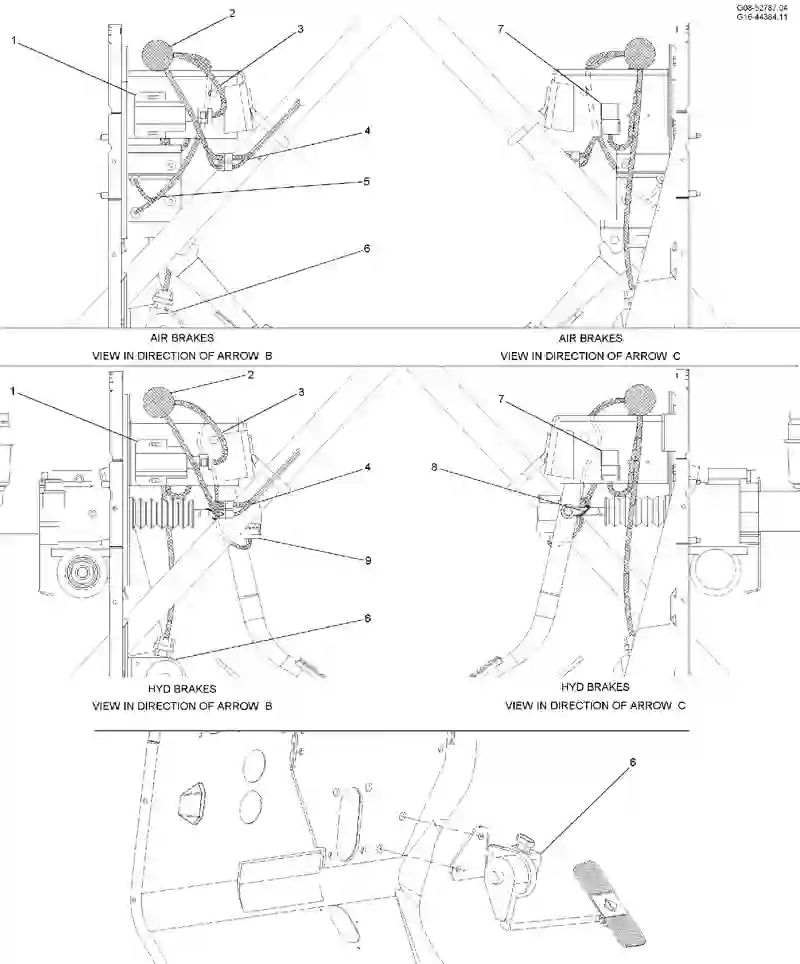 G08-52787.04
G16-44384.11
1
2
3
4
5
6
7
AIR BRAKES
VIEW IN DIRECTION OF ARROW B
AIR BRAKES
VIEW IN DIRECTION OF ARROW C
1
2
3
4
9
6
7
8
HYD BRAKES
VIEW IN DIRECTION OF ARROW B
HYD BRAKES
VIEW IN DIRECTION OF ARROW C
6